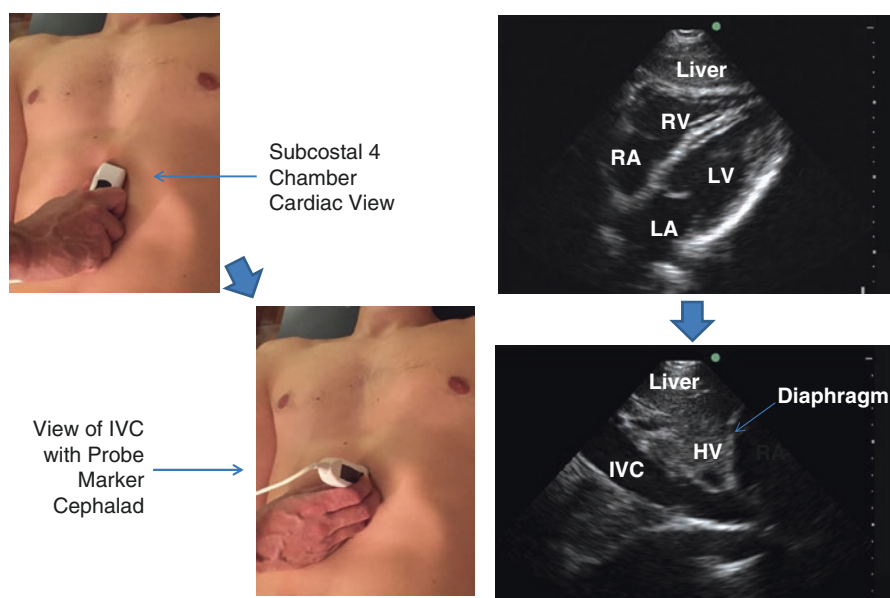 Subcostal 4
Chamber
Cardiac View
Liver
RV
RA
LV
LA
View of IVC
with Probe
Marker
Cephalad
Liver
Diaphragm
HV
RA
IVC